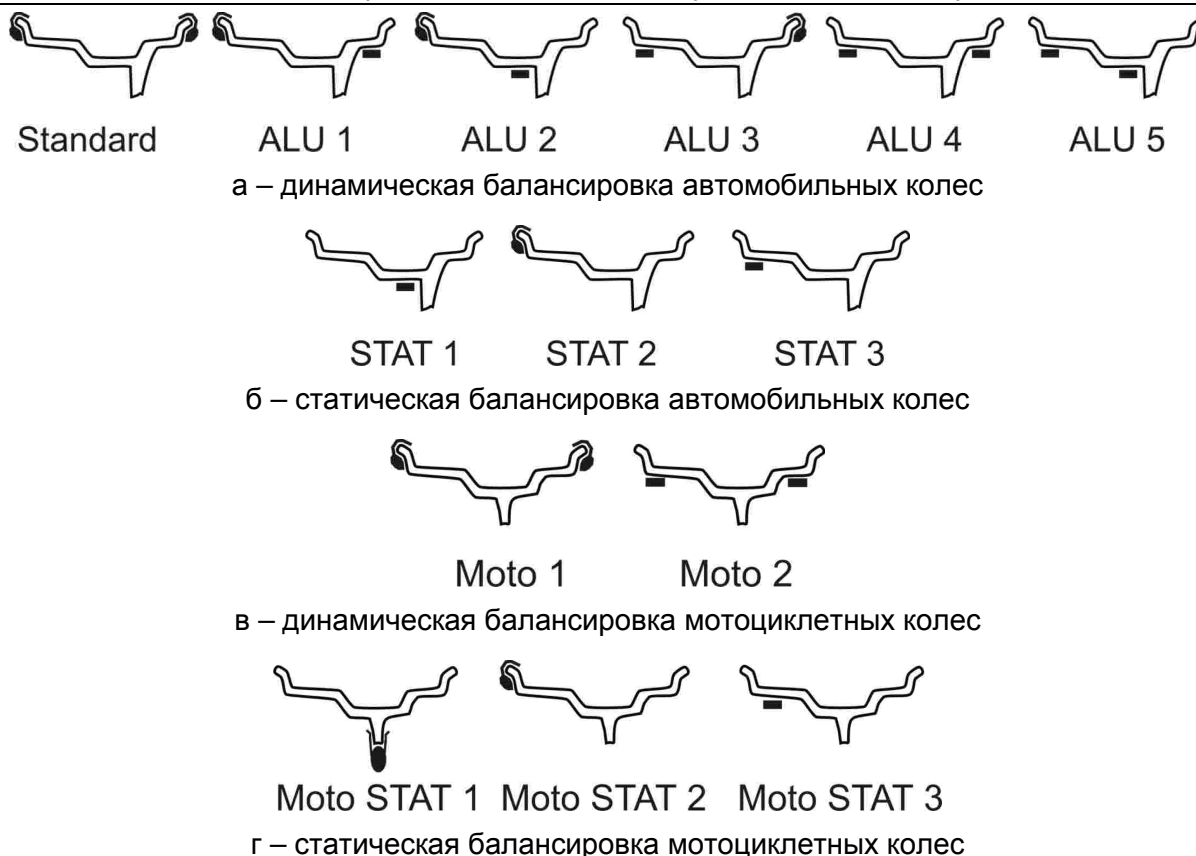 Standard ALU 1 ALU 2 ALU 3 ALU 4 ALU 5
а – динамическая балансировка автомобильных колес
STAT 1 STAT 2 STAT 3
б – статическая балансировка автомобильных колес
Moto 1 Moto 2
в – динамическая балансировка мотоциклетных колес
Moto STAT 1 Moto STAT 2 Moto STAT 3
г – статическая балансировка мотоциклетных колес